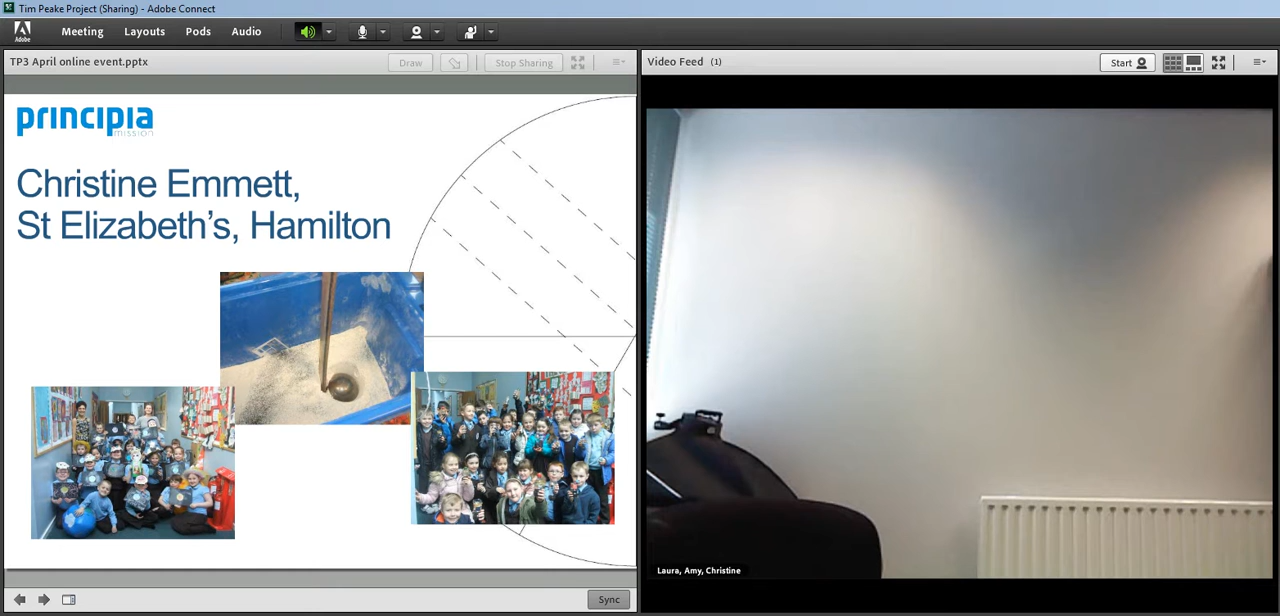 Tim Peake Project (Sharing) - Adobe Connect
Adobe
Meeting
Layouts
Pods
Audio
TP3 April online event.pptx
Draw
Stop Sharing
Video Feed (1)
Start
principia
mission
Christine Emmett,
St Elizabeth's, Hamilton
Laura, Amy, Christine
Sync